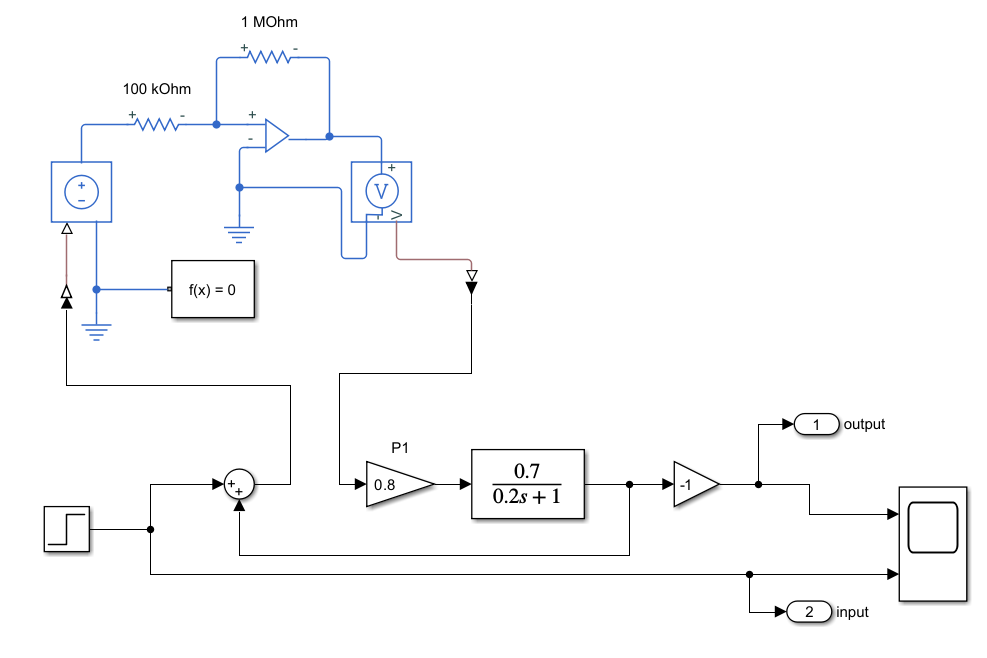 1 MOhm
+ -
100 kOhm
+ -
+
-
+
-
+
V
-
V
f(x) = 0
P1
0.8
0.7
0.2s + 1
-1
1 output
+
+
2 input